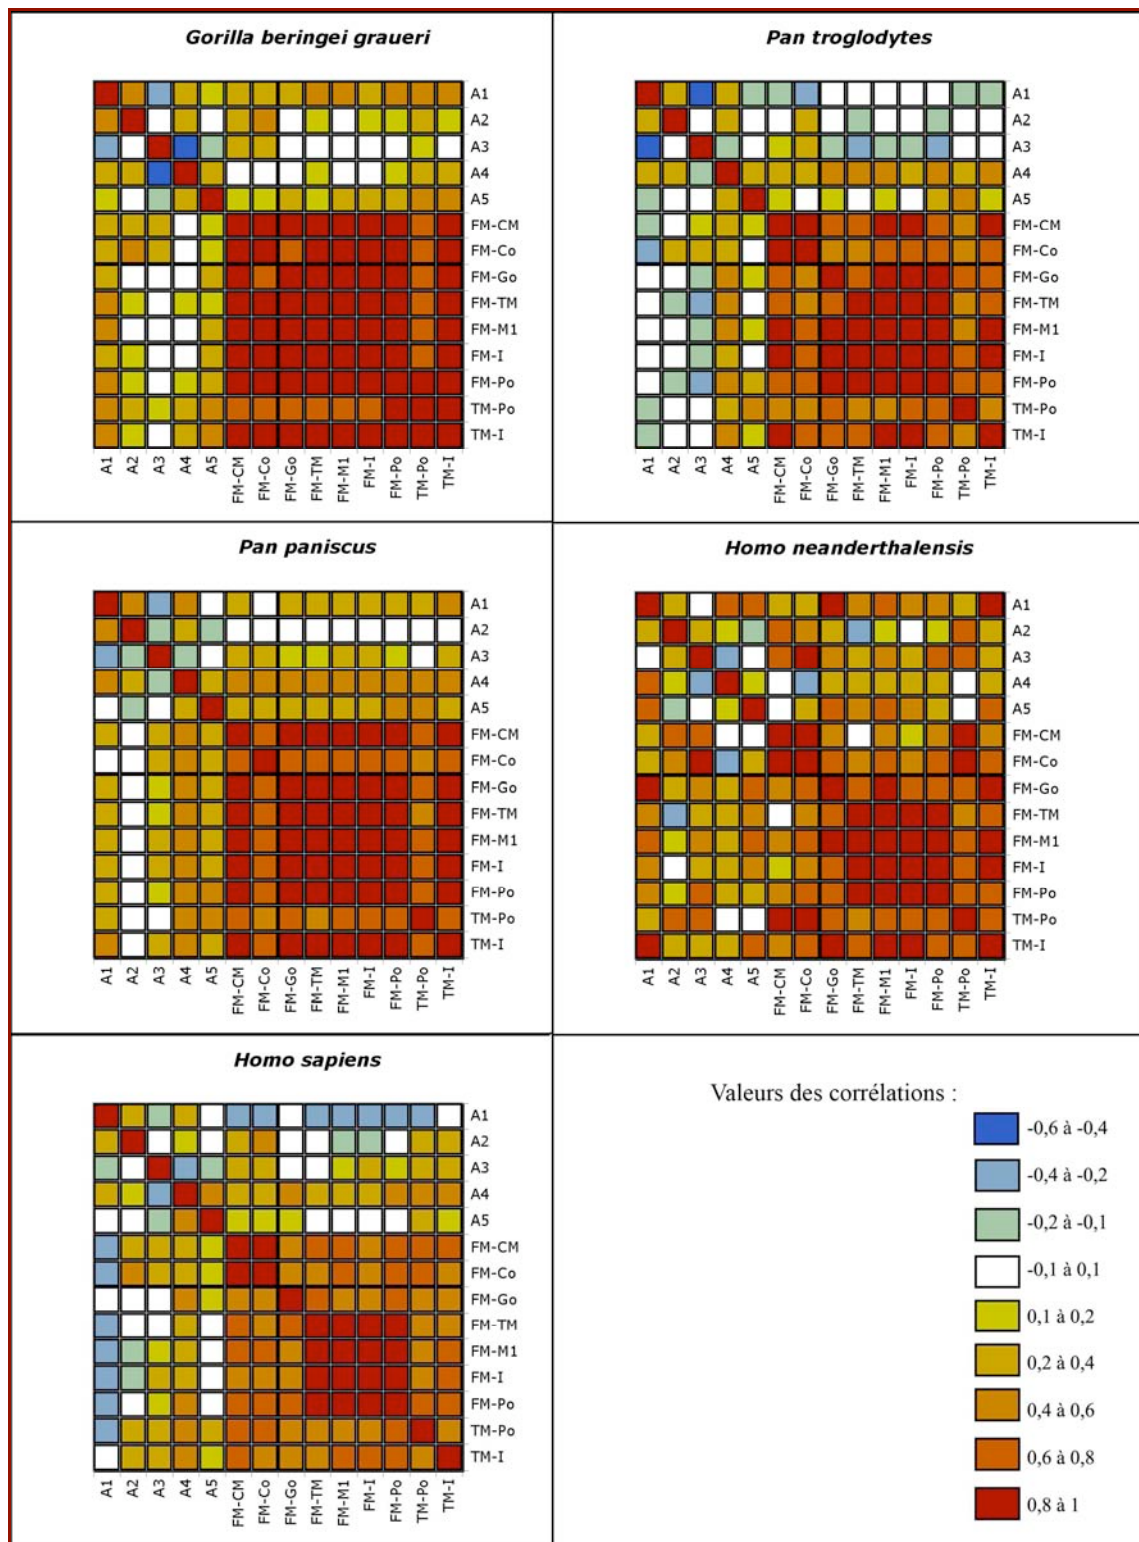 Gorilla beringei graueri
Pan troglodytes
A1
A2
A3
A4
A5
FM-CM
FM-Co
FM-Go
FM-TM
FM-M1
FM-I
FM-Po
TM-Po
TM-I
A1
A2
A3
A4
A5
FM-CM
FM-Co
FM-Go
FM-TM
FM-M1
FM-I
FM-Po
TM-Po
TM-I
A1
A2
A3
A4
A5
FM-CM
FM-Co
FM-Go
FM-TM
FM-M1
FM-I
FM-Po
TM-Po
TM-I
A1
A2
A3
A4
A5
FM-CM
FM-Co
FM-Go
FM-TM
FM-M1
FM-I
FM-Po
TM-Po
TM-I
Pan paniscus
Homo neanderthalensis
A1
A2
A3
A4
A5
FM-CM
FM-Co
FM-Go
FM-TM
FM-M1
FM-I
FM-Po
TM-Po
TM-I
A1
A2
A3
A4
A5
FM-CM
FM-Co
FM-Go
FM-TM
FM-M1
FM-I
FM-Po
TM-Po
TM-I
A1
A2
A3
A4
A5
FM-CM
FM-Co
FM-Go
FM-TM
FM-M1
FM-I
FM-Po
TM-Po
TM-I
A1
A2
A3
A4
A5
FM-CM
FM-Co
FM-Go
FM-TM
FM-M1
FM-I
FM-Po
TM-Po
TM-I
Homo sapiens
A1
A2
A3
A4
A5
FM-CM
FM-Co
FM-Go
FM-TM
FM-M1
FM-I
FM-Po
TM-Po
TM-I
A1
A2
A3
A4
A5
FM-CM
FM-Co
FM-Go
FM-TM
FM-M1
FM-I
FM-Po
TM-Po
TM-I
Valeurs des corrélations :
-0,6 à -0,4
-0,4 à -0,2
-0,2 à -0,1
-0,1 à 0,1
0,1 à 0,2
0,2 à 0,4
0,4 à 0,6
0,6 à 0,8
0,8 à 1